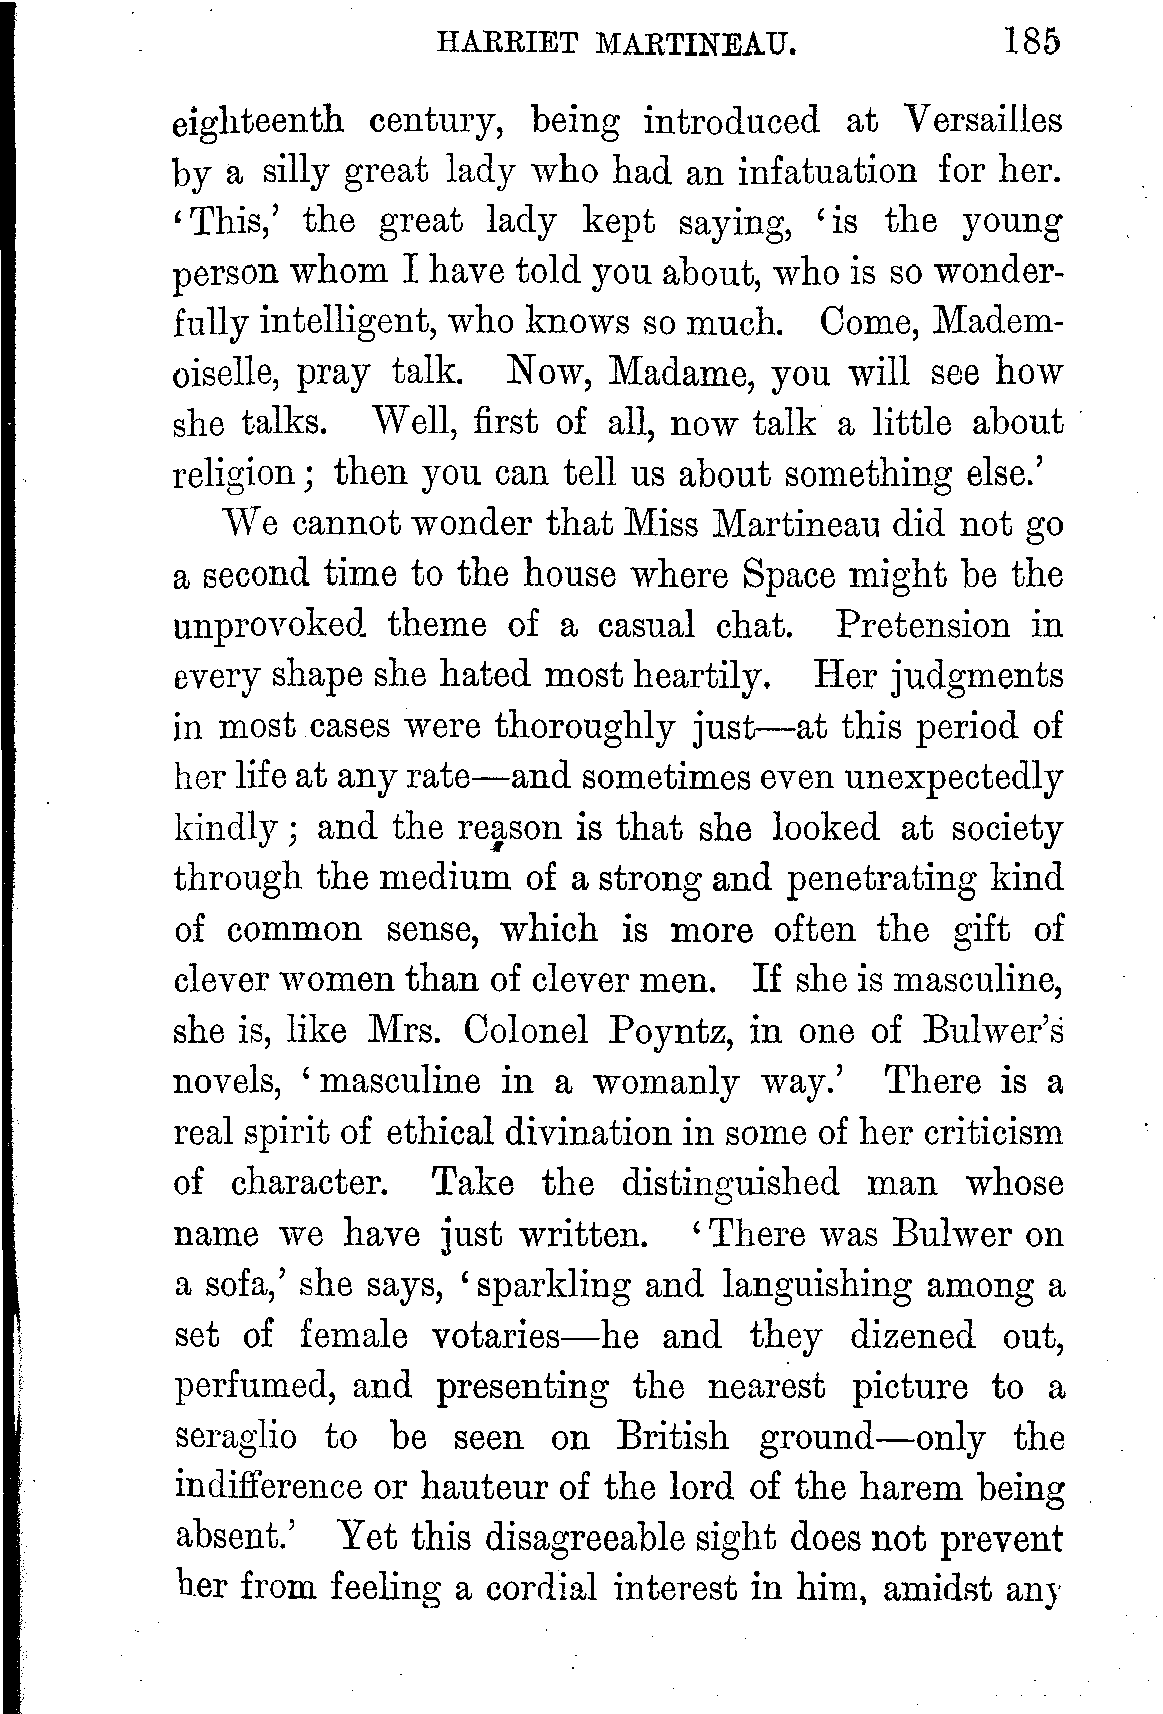 HARRIET MARTINEAU. 185
eighteenth century, being introduced at Versailles
by a silly great lady who had an infatuation for her.
‘This,’ the great lady kept saying, ‘is the young
person whom I have told you about, who is so wonder-
fully intelligent, who knows so much. Come, Madem-
oiselle, pray talk. Now, Madame, you will see how
she talks. Well, first of all, now talk a little about
religion; then you can tell us about something else.’
We cannot wonder that Miss Martineau did not go
a second time to the house where Space might be the
unprovoked theme of a casual chat. Pretension in
every shape she hated most heartily. Her judgments
in most cases were thoroughly just—at this period of
her life at any rate—and sometimes even unexpectedly
kindly; and the reason is that she looked at society
through the medium of a strong and penetrating kind
of common sense, which is more often the gift of
clever women than of clever men. If she is masculine,
she is, like Mrs. Colonel Poyntz, in one of Bulwer’s
novels, ‘masculine in a womanly way.’ There is a
real spirit of ethical divination in some of her criticism
of character. Take the distinguished man whose
name we have just written. ‘There was Bulwer on
a sofa,’ she says, ‘sparkling and languishing among a
set of female votaries—he and they dizened out,
perfumed, and presenting the nearest picture to a
seraglio to be seen on British ground—only the
indifference or hauteur of the lord of the harem being
absent.’ Yet this disagreeable sight does not prevent
her from feeling a cordial interest in him, amidst any